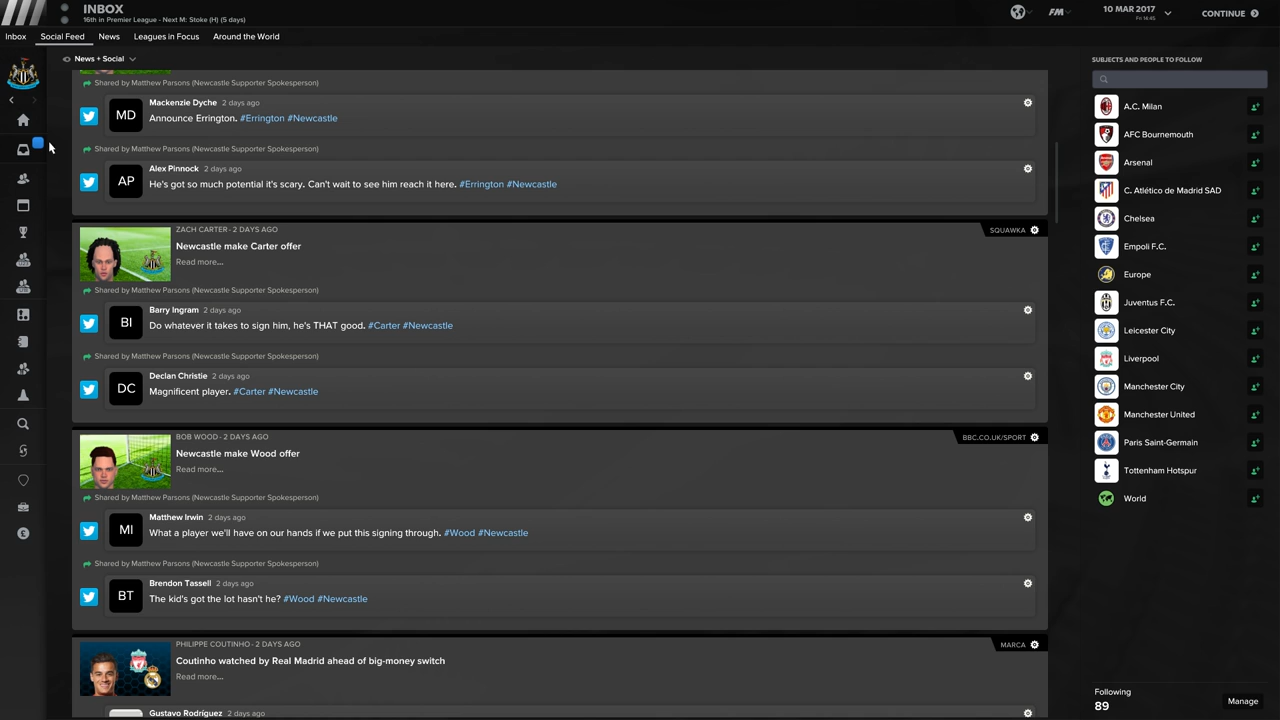 INBOX
16th in Premier League - Next M: Stoke (H) (5 days)
FM
10 MAR 2017
Fri 14:45
CONTINUE
Inbox
Social Feed
News
Leagues in Focus
Around the World
News + Social
Shared by Matthew Parsons (Newcastle Supporter Spokesperson)
MD
Mackenzie Dyche 2 days ago
Announce Errington. #Errington #Newcastle
Shared by Matthew Parsons (Newcastle Supporter Spokesperson)
AP
Alex Pinnock 2 days ago
He's got so much potential it's scary. Can't wait to see him reach it here. #Errington #Newcastle
ZACH CARTER - 2 DAYS AGO
SQUAWKA
Newcastle make Carter offer
Read more...
Shared by Matthew Parsons (Newcastle Supporter Spokesperson)
BI
Barry Ingram 2 days ago
Do whatever it takes to sign him, he's THAT good. #Carter #Newcastle
Shared by Matthew Parsons (Newcastle Supporter Spokesperson)
DC
Declan Christie 2 days ago
Magnificent player. #Carter #Newcastle
BOB WOOD - 2 DAYS AGO
BBC.CO.UK/SPORT
Newcastle make Wood offer
Read more...
Shared by Matthew Parsons (Newcastle Supporter Spokesperson)
MI
Matthew Irwin 2 days ago
What a player we'll have on our hands if we put this signing through. #Wood #Newcastle
Shared by Matthew Parsons (Newcastle Supporter Spokesperson)
BT
Brendon Tassell 2 days ago
The kid's got the lot hasn't he? #Wood #Newcastle
PHILIPPE COUTINHO - 2 DAYS AGO
MARCA
Coutinho watched by Real Madrid ahead of big-money switch
Read more...
Gustavo Rodríguez 2 days ago
SUBJECTS AND PEOPLE TO FOLLOW
A.C. Milan
AFC Bournemouth
Arsenal
C. Atlético de Madrid SAD
Chelsea
Empoli F.C.
Europe
Juventus F.C.
Leicester City
Liverpool
Manchester City
Manchester United
Paris Saint-Germain
Tottenham Hotspur
World
Following
89
Manage